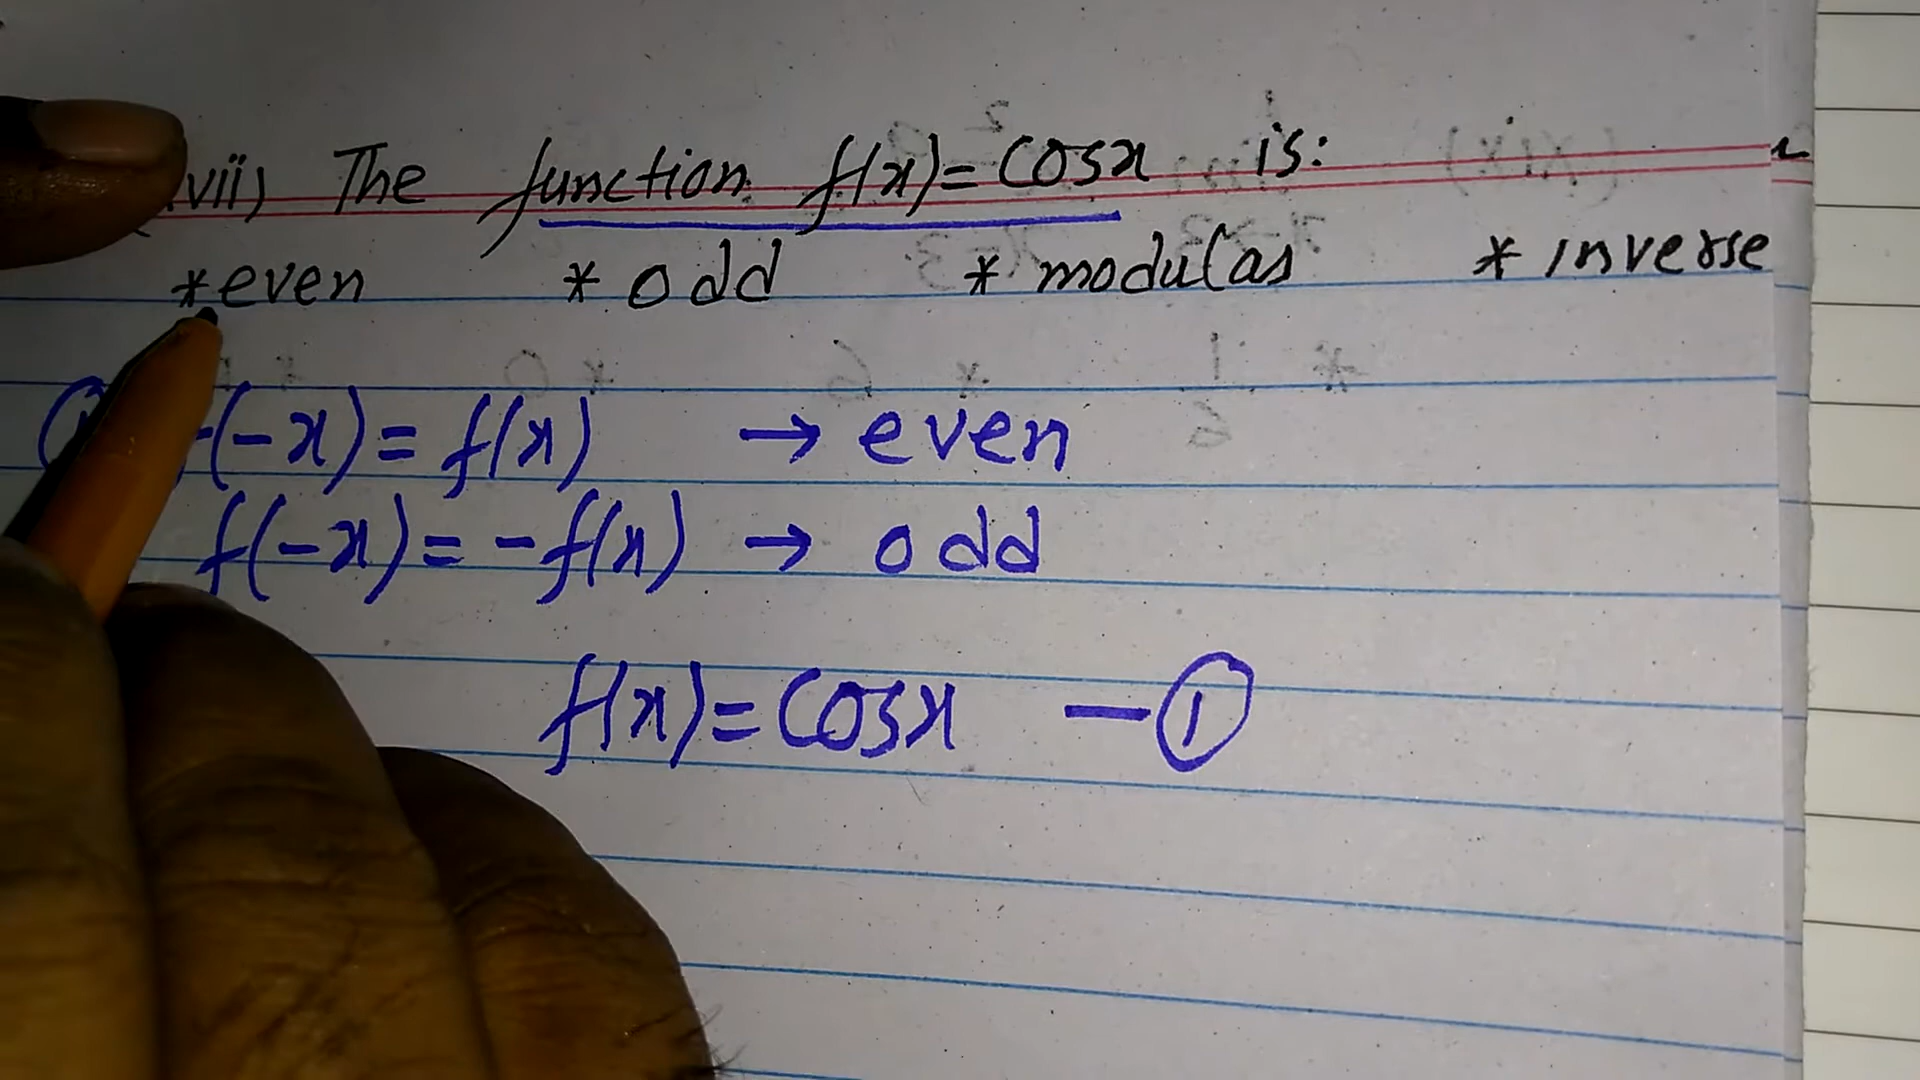 vii) The function f(x)=Cosx is:
*even * odd * modulas * inverse
(-x)=f(x) → even
f(-x)=-f(x) → odd
f(x)=Cosx —①